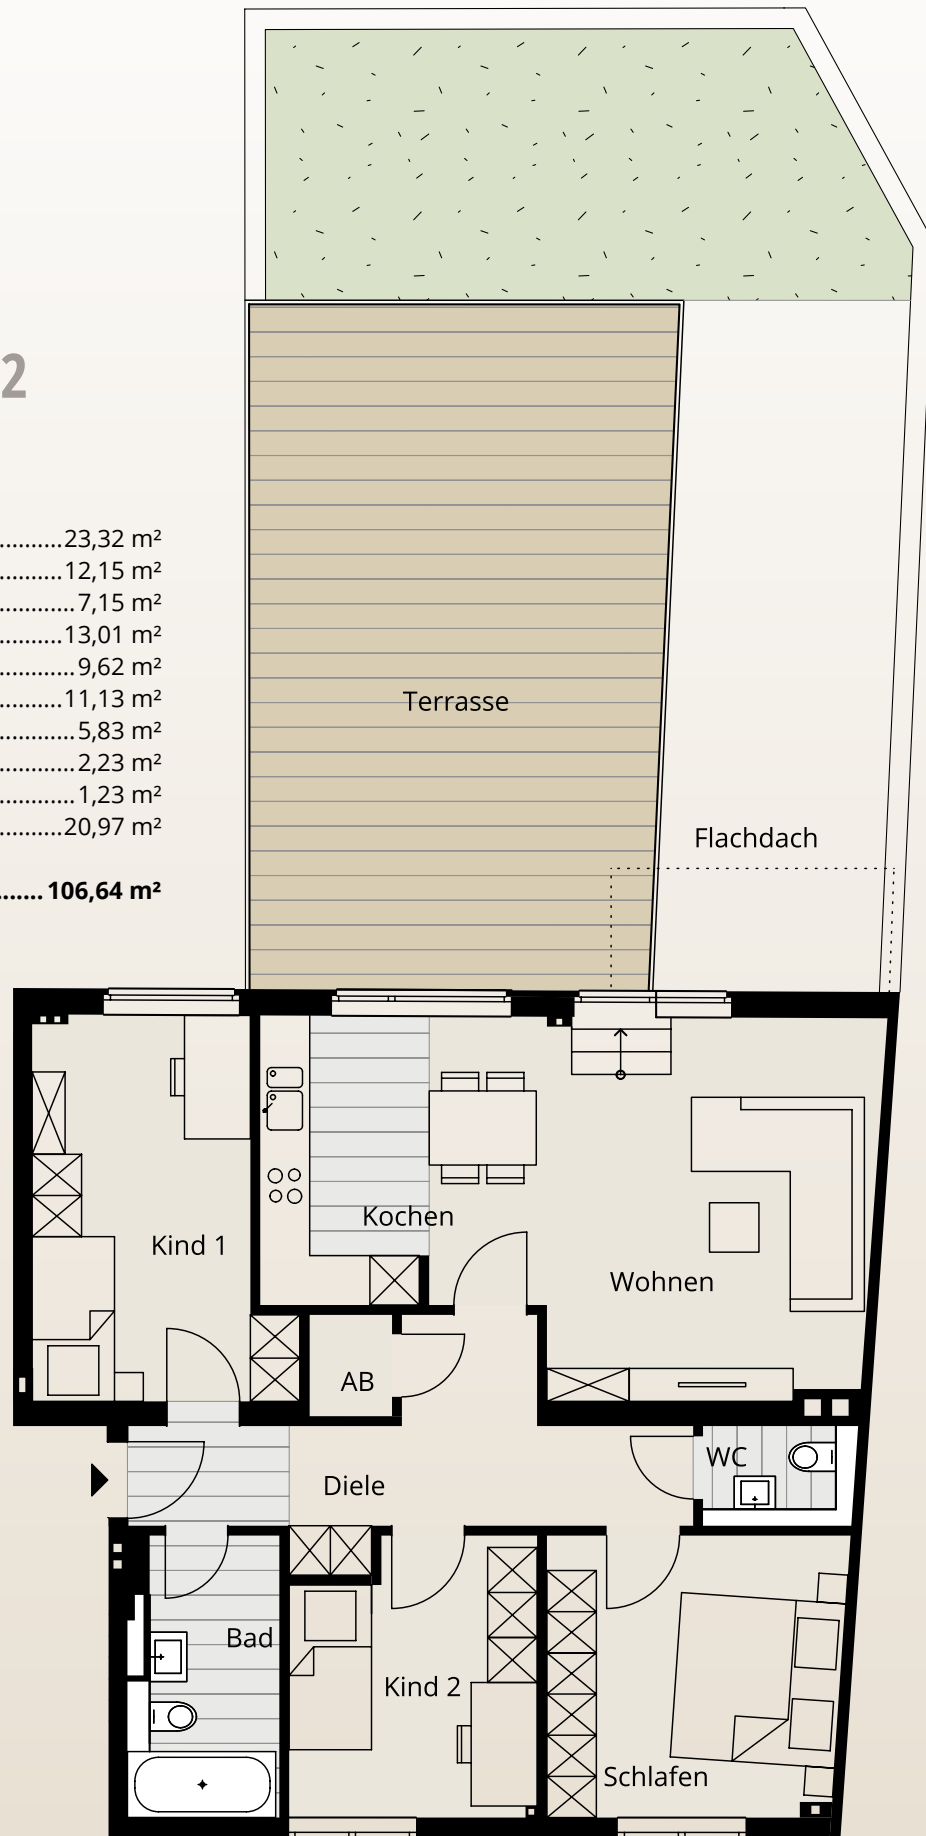 2
..........23,32 m²
..........12,15 m²
............7,15 m²
..........13,01 m²
............9,62 m²
..........11,13 m²
............5,83 m²
............2,23 m²
............1,23 m²
..........20,97 m²
....... 106,64 m²
Terrasse
Flachdach
Kochen
Kind 1
Wohnen
AB
WC
Diele
Bad
Kind 2
Schlafen